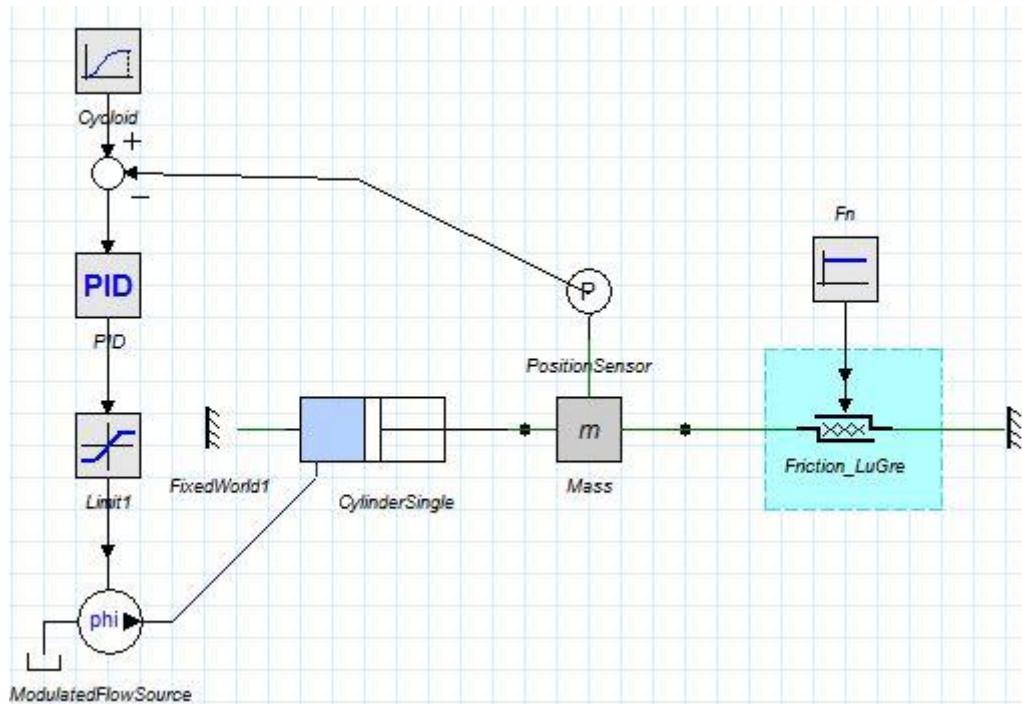 Cycloid
+
−
Fn
PID
PID
P
PositionSensor
m
Friction_LuGre
Limit1
FixedWorld1
CylinderSingle
Mass
phi
ModulatedFlowSource